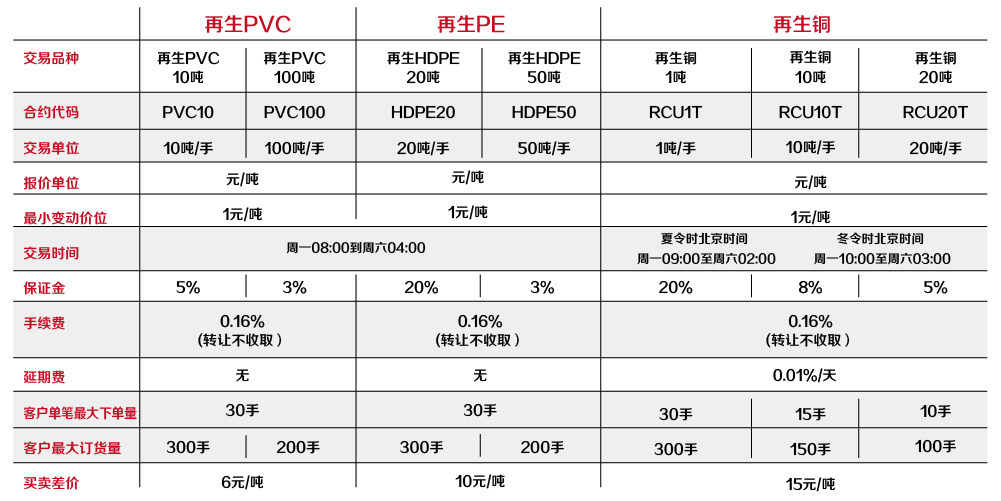 再生PVC 再生PE 再生铜
交易品种 再生PVC 再生PVC 再生HDPE 再生HDPE 再生铜 再生铜 再生铜
10吨 100吨 20吨 50吨 1吨 10吨 20吨
合约代码 PVC10 PVC100 HDPE20 HDPE50 RCU1T RCU10T RCU20T
交易单位 10吨/手 100吨/手 20吨/手 50吨/手 1吨/手 10吨/手 20吨/手
报价单位 元/吨 元/吨 元/吨
最小变动价位 1元/吨 1元/吨 1元/吨
交易时间 周一08:00到周六04:00 夏令时北京时间 冬令时北京时间
周一09:00至周六02:00 周一10:00至周六03:00
保证金 5% 3% 20% 3% 20% 8% 5%
手续费 0.16% 0.16% 0.16%
(转让不收取) (转让不收取) (转让不收取)
延期费 无 无 0.01%/天
客户单笔最大下单量 30手 30手 30手 15手 10手
客户最大订货量 300手 200手 300手 200手 300手 150手 100手
买卖差价 6元/吨 10元/吨 15元/吨